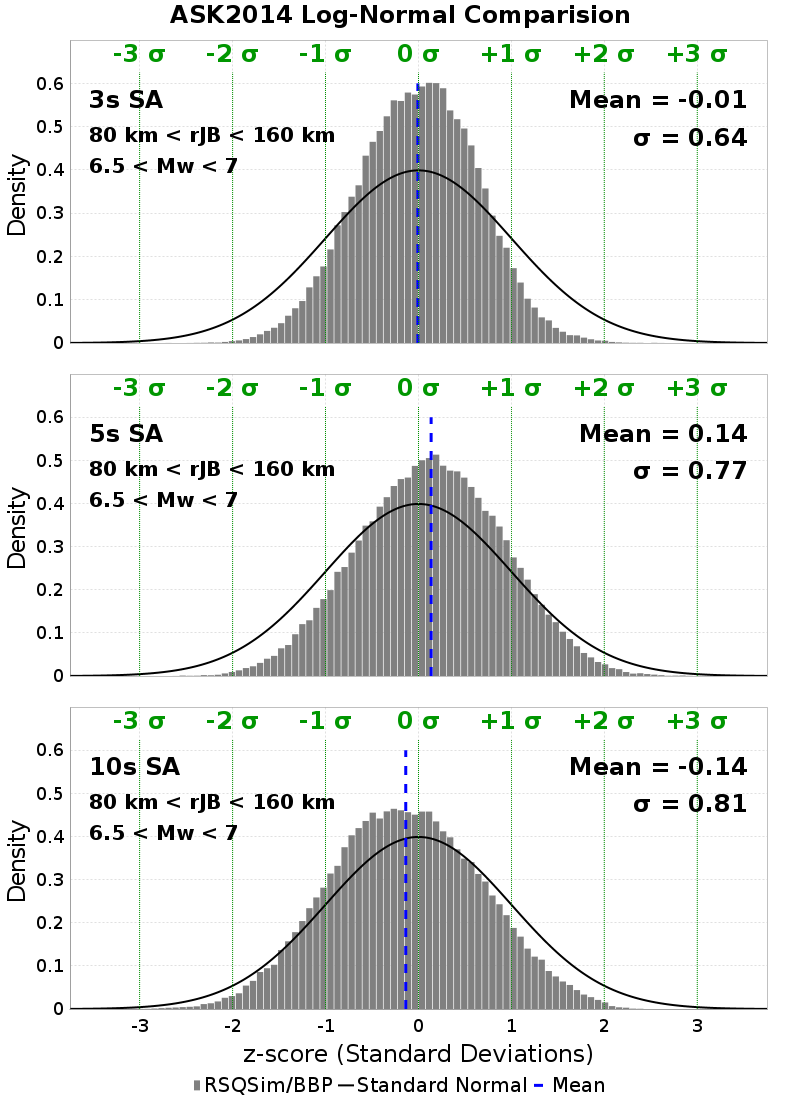 ASK2014 Log-Normal Comparision
-3 σ -2 σ -1 σ 0 σ +1 σ +2 σ +3 σ
3s SA
80 km < rJB < 160 km
6.5 < Mw < 7
Mean = -0.01
σ = 0.64
Density
0.6
0.5
0.4
0.3
0.2
0.1
0
-3 σ -2 σ -1 σ 0 σ +1 σ +2 σ +3 σ
5s SA
80 km < rJB < 160 km
6.5 < Mw < 7
Mean = 0.14
σ = 0.77
Density
0.6
0.5
0.4
0.3
0.2
0.1
0
-3 σ -2 σ -1 σ 0 σ +1 σ +2 σ +3 σ
10s SA
80 km < rJB < 160 km
6.5 < Mw < 7
Mean = -0.14
σ = 0.81
Density
0.6
0.5
0.4
0.3
0.2
0.1
0
-3 -2 -1 0 1 2 3
z-score (Standard Deviations)
RSQSim/BBP Standard Normal Mean